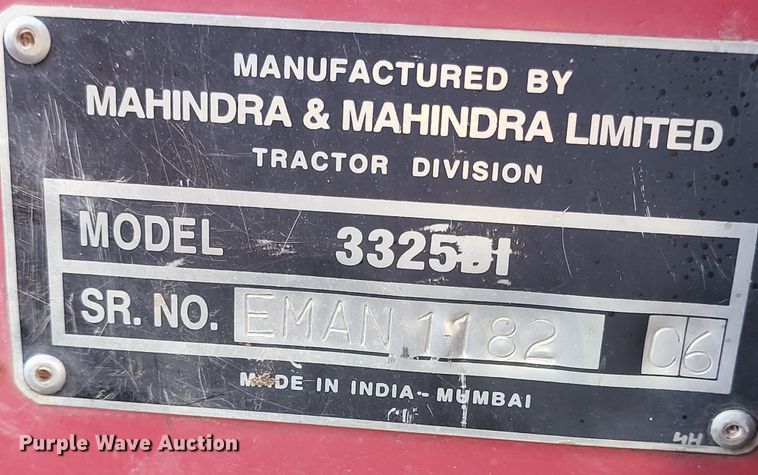 MANUFACTURED BY
MAHINDRA & MAHINDRA LIMITED
TRACTOR DIVISION
MODEL 3325DI
SR. NO. EMAN 1182 C6
MADE IN INDIA - MUMBAI
4H
Purple Wave Auction